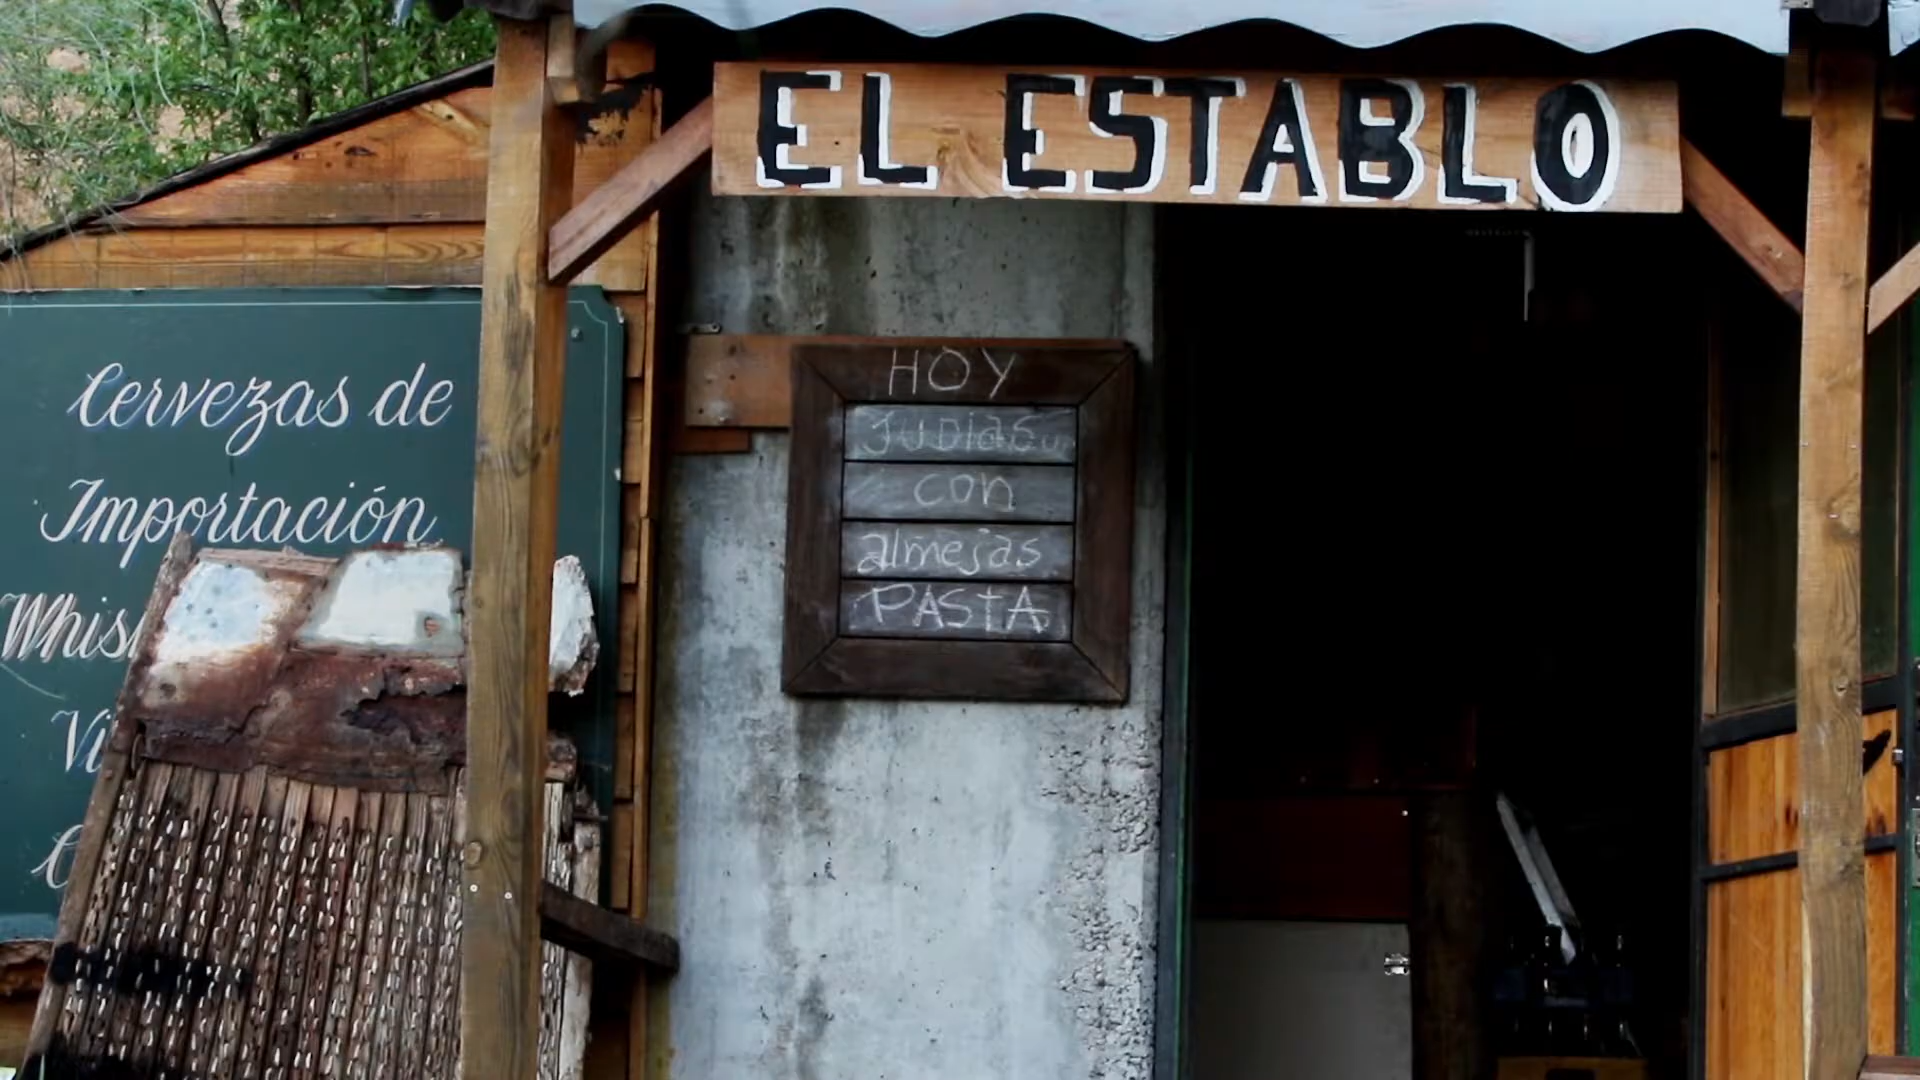 EL ESTABLO
Cervezas de
Importación
HOY
JUDIAS
con
almejas
PASTA